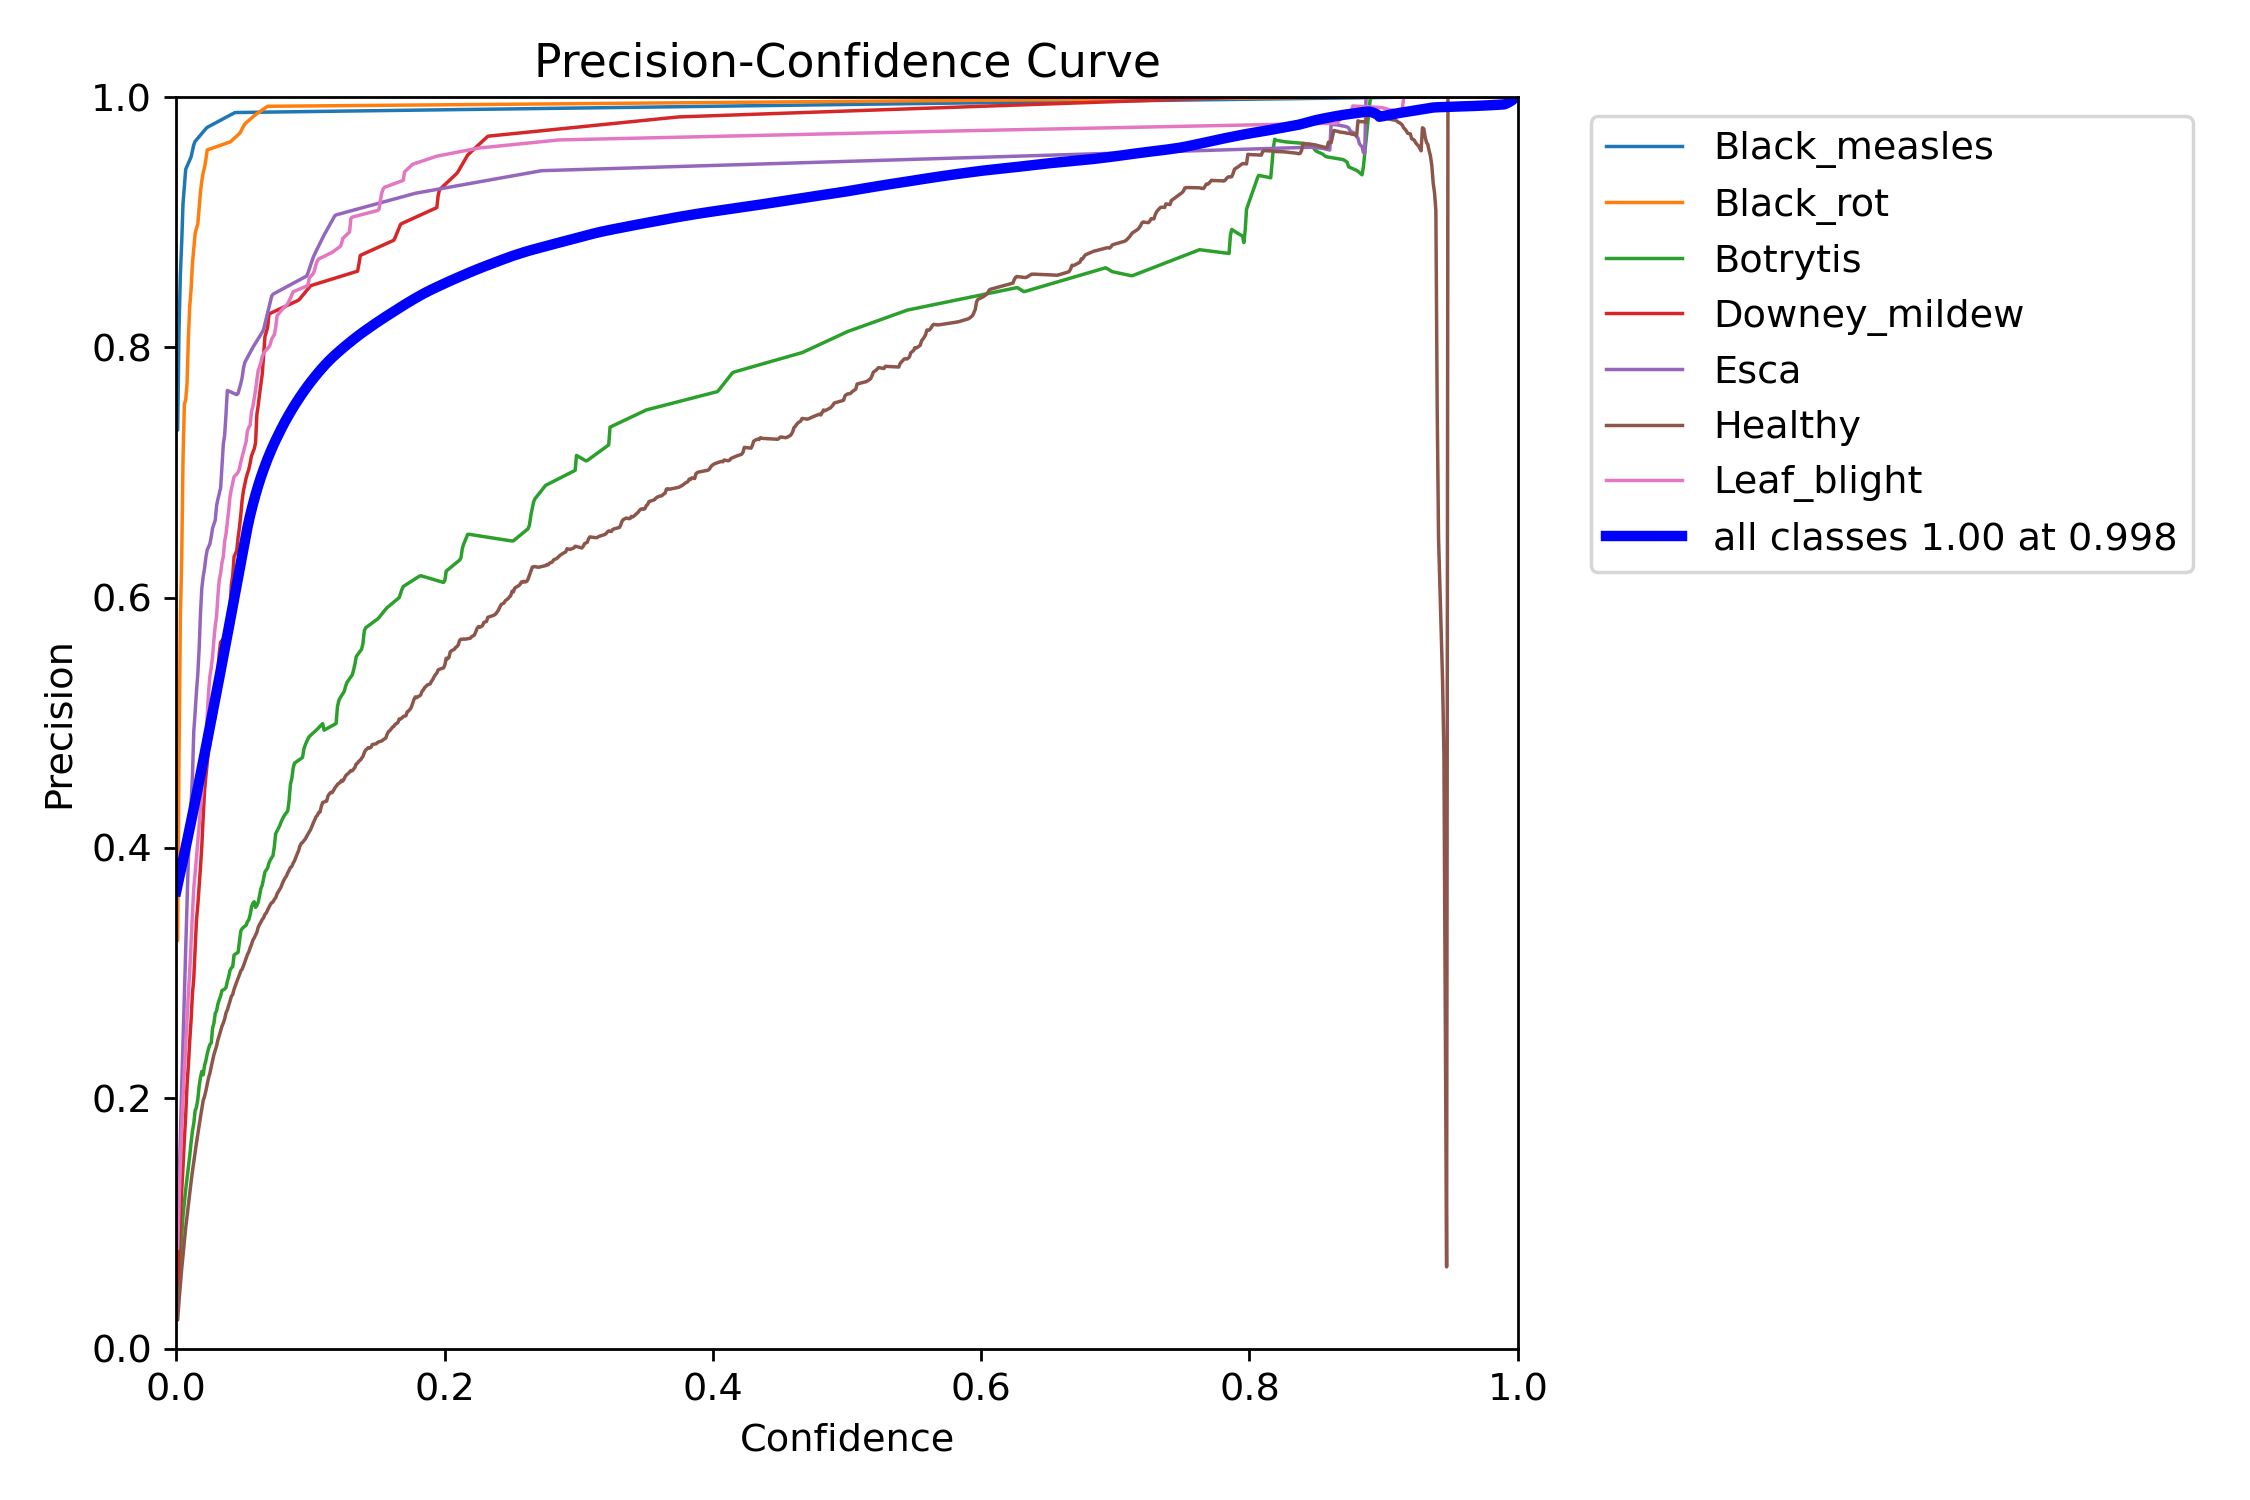 Precision-Confidence Curve
1.0
0.8
0.6
0.4
0.2
0.0
Precision
0.0 0.2 0.4 0.6 0.8 1.0
Confidence
Black_measles
Black_rot
Botrytis
Downey_mildew
Esca
Healthy
Leaf_blight
all classes 1.00 at 0.998